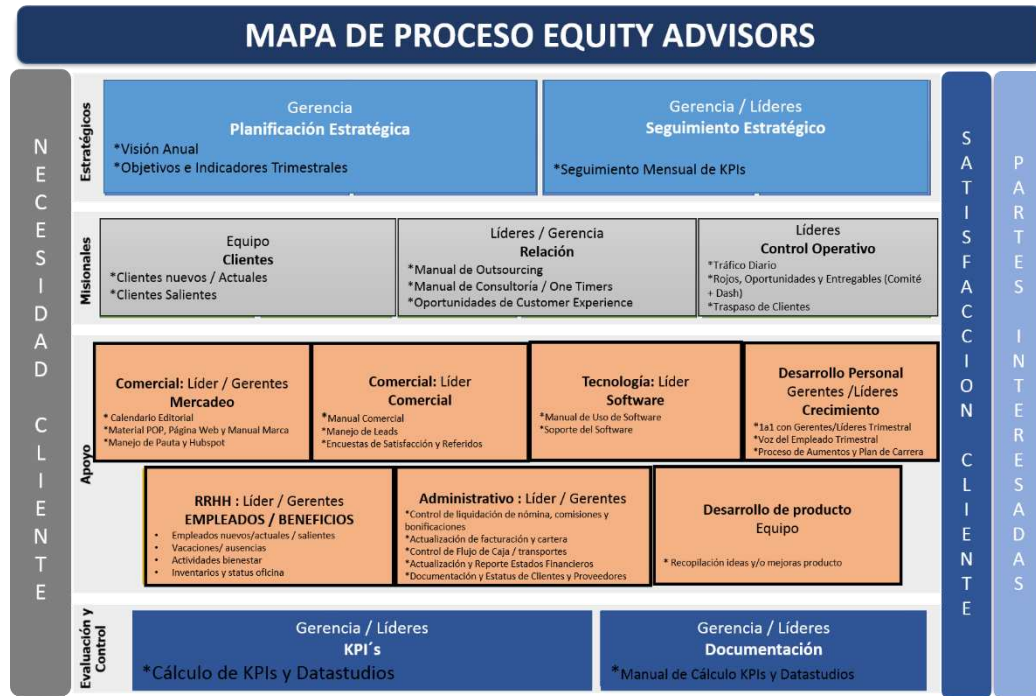 MAPA DE PROCESO EQUITY ADVISORS
NECESIDAD CLIENTE
Estratégicos
Gerencia
Planificación Estratégica
*Visión Anual
*Objetivos e Indicadores Trimestrales
Gerencia / Líderes
Seguimiento Estratégico
*Seguimiento Mensual de KPIs
Misionales
Equipo
Clientes
*Clientes nuevos / Actuales
*Clientes Salientes
Líderes / Gerencia
Relación
*Manual de Outsourcing
*Manual de Consultoría / One Timers
*Oportunidades de Customer Experience
Líderes
Control Operativo
*Tráfico Diario
*Rojos, Oportunidades y Entregables (Comité
+ Dash)
*Traspaso de Clientes
Apoyo
Comercial: Líder / Gerentes
Mercadeo
* Calendario Editorial
*Material POP, Página Web y Manual Marca
*Manejo de Pauta y Hubspot
Comercial: Líder
Comercial
*Manual Comercial
*Manejo de Leads
*Encuestas de Satisfacción y Referidos
Tecnología: Líder
Software
*Manual de Uso de Software
*Soporte del Software
Desarrollo Personal
Gerentes /Líderes
Crecimiento
*1a1 con Gerentes/Líderes Trimestral
*Voz del Empleado Trimestral
*Proceso de Aumentos y Plan de Carrera
RRHH : Líder / Gerentes
EMPLEADOS / BENEFICIOS
• Empleados nuevos/actuales / salientes
• Vacaciones/ ausencias
• Actividades bienestar
• Inventarios y status oficina
Administrativo : Líder / Gerentes
*Control de liquidación de nómina, comisiones y
bonificaciones
*Actualización de facturación y cartera
*Control de Flujo de Caja / transportes
*Actualización y Reporte Estados Financieros
*Documentación y Estatus de Clientes y Proveedores
Desarrollo de producto
Equipo
* Recopilación ideas y/o mejoras producto
Evaluación y
Control
Gerencia / Líderes
KPI´s
*Cálculo de KPIs y Datastudios
Gerencia / Líderes
Documentación
*Manual de Cálculo KPIs y Datastudios
SATISFACCION CLIENTE
PARTES INTERESADAS